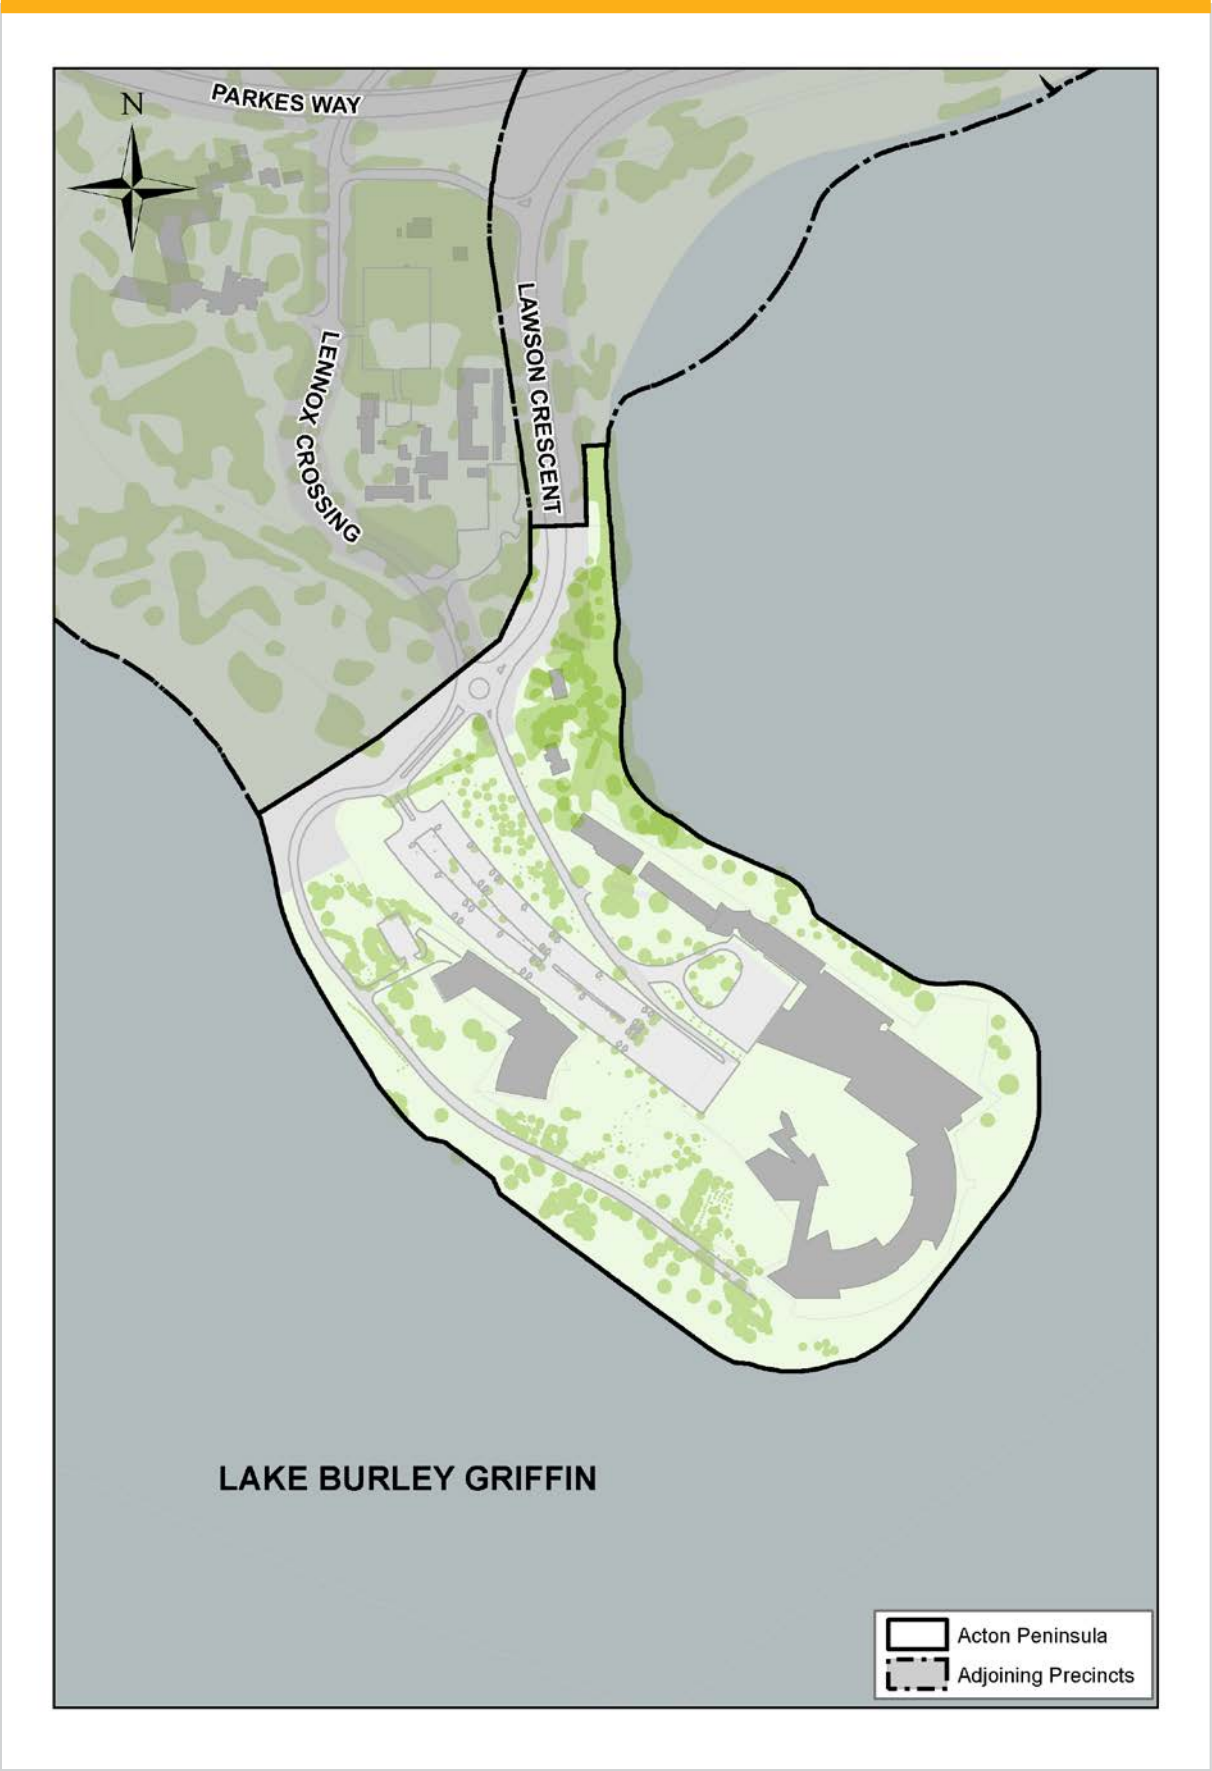 N
PARKES WAY
LAWSON CRESCENT
LENNOX CROSSING
LAKE BURLEY GRIFFIN
Acton Peninsula
Adjoining Precincts